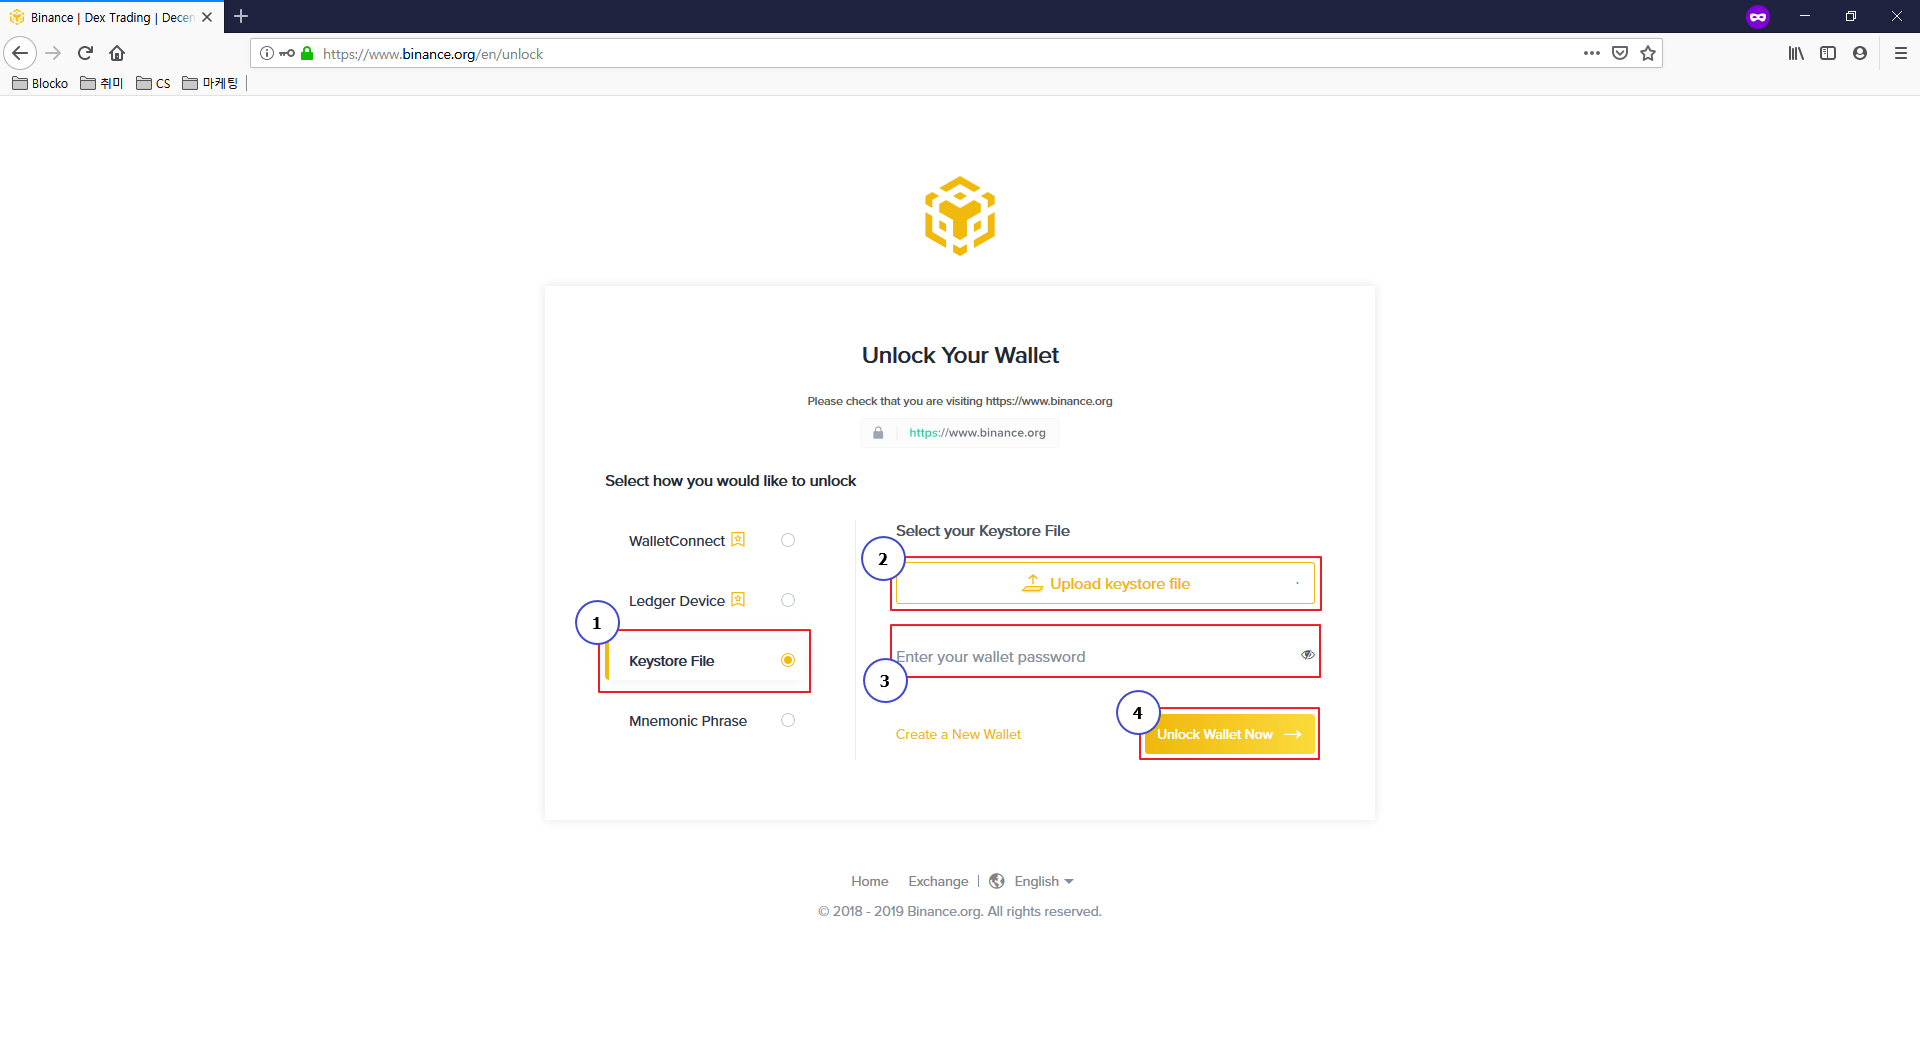 Binance | Dex Trading | Decen
https://www.binance.org/en/unlock
Blocko 취미 CS 마케팅
Unlock Your Wallet
Please check that you are visiting https://www.binance.org
https://www.binance.org
Select how you would like to unlock
WalletConnect
Ledger Device
1
Keystore File
Mnemonic Phrase
Select your Keystore File
2
Upload keystore file
Enter your wallet password
3
4
Create a New Wallet
Unlock Wallet Now
Home Exchange | English
© 2018 - 2019 Binance.org. All rights reserved.